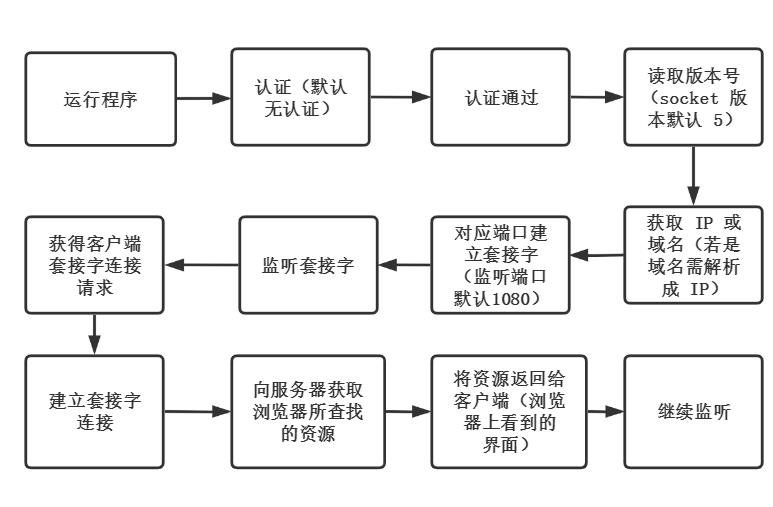 运行程序
认证（默认
无认证）
认证通过
读取版本号
（socket 版
本默认 5）
获取 IP 或
域名（若是
域名需解析
成 IP）
对应端口建
立套接字
（监听端口
默认1080）
监听套接字
获得客户端
套接字连接
请求
建立套接字
连接
向服务器获取
浏览器所查找
的资源
将资源返回给
客户端（浏览
器上看到的
界面）
继续监听